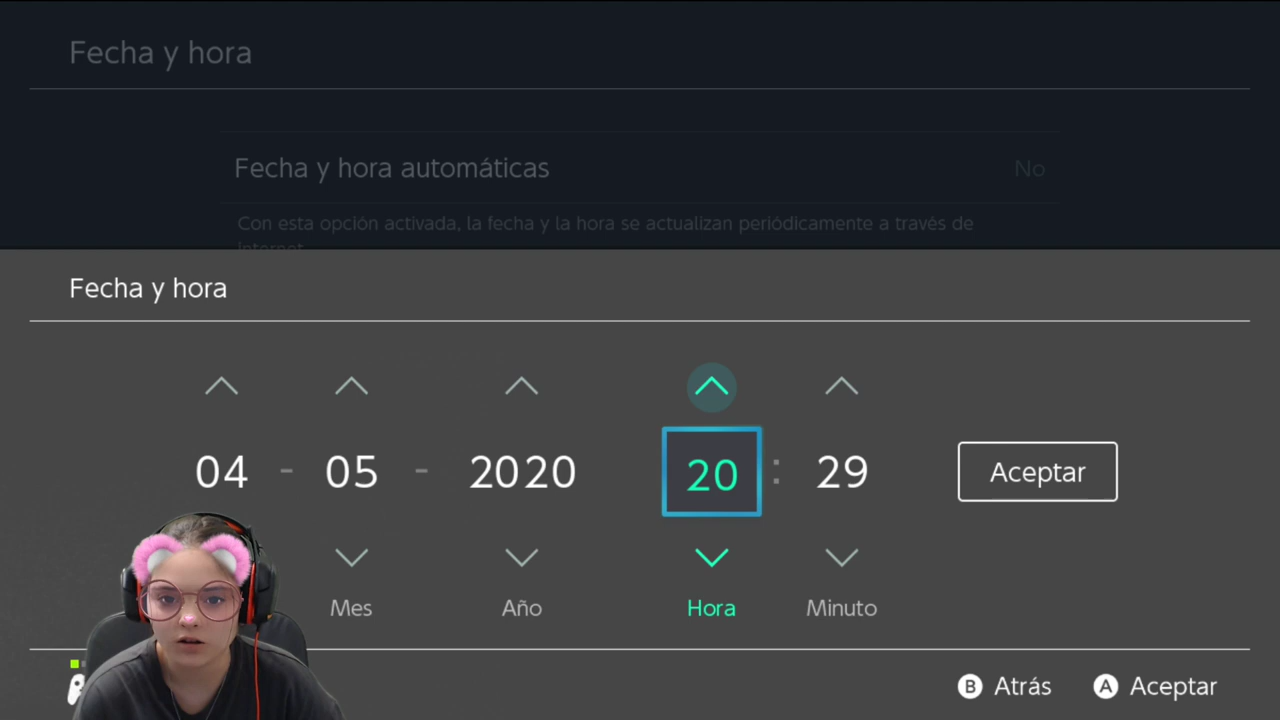 Fecha y hora
Fecha y hora automáticas No
Con esta opción activada, la fecha y la hora se actualizan periódicamente a través de
Internet.
Fecha y hora
04 - 05 - 2020 20 : 29 Aceptar
Mes Año Hora Minuto
B Atrás A Aceptar